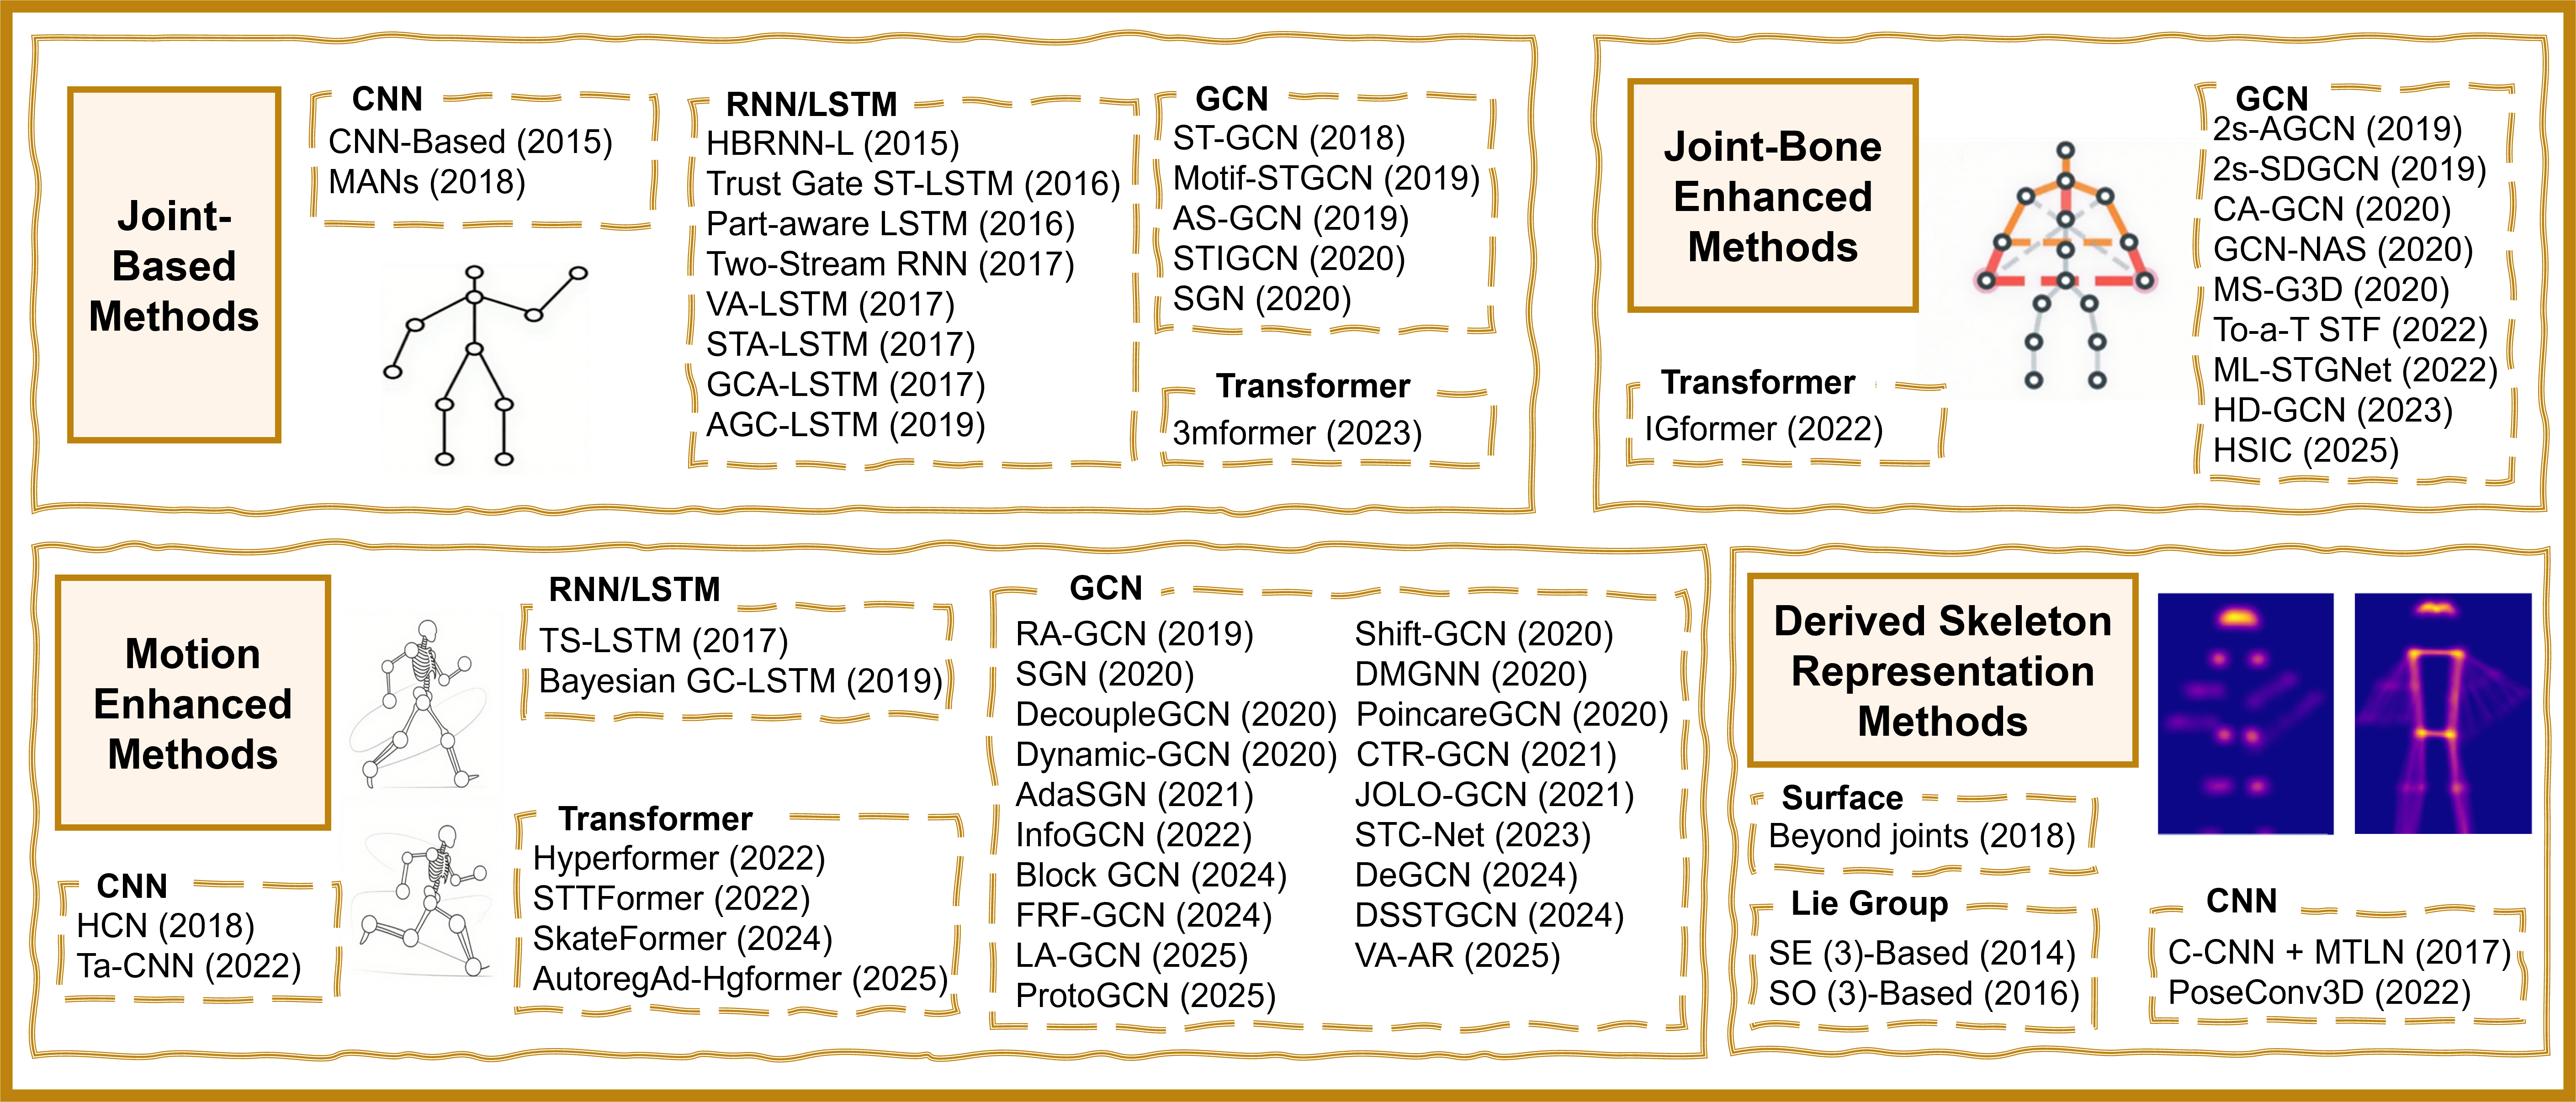 Joint-
Based
Methods
CNN
CNN-Based (2015)
MANs (2018)
RNN/LSTM
HBRNN-L (2015)
Trust Gate ST-LSTM (2016)
Part-aware LSTM (2016)
Two-Stream RNN (2017)
VA-LSTM (2017)
STA-LSTM (2017)
GCA-LSTM (2017)
AGC-LSTM (2019)
GCN
ST-GCN (2018)
Motif-STGCN (2019)
AS-GCN (2019)
STIGCN (2020)
SGN (2020)
Transformer
3mformer (2023)
Joint-Bone
Enhanced
Methods
Transformer
IGformer (2022)
GCN
2s-AGCN (2019)
2s-SDGCN (2019)
CA-GCN (2020)
GCN-NAS (2020)
MS-G3D (2020)
To-a-T STF (2022)
ML-STGNet (2022)
HD-GCN (2023)
HSIC (2025)
Motion
Enhanced
Methods
CNN
HCN (2018)
Ta-CNN (2022)
RNN/LSTM
TS-LSTM (2017)
Bayesian GC-LSTM (2019)
Transformer
Hyperformer (2022)
STTFormer (2022)
SkateFormer (2024)
AutoregAd-Hgformer (2025)
GCN
RA-GCN (2019)
SGN (2020)
DecoupleGCN (2020)
Dynamic-GCN (2020)
AdaSGN (2021)
InfoGCN (2022)
Block GCN (2024)
FRF-GCN (2024)
LA-GCN (2025)
ProtoGCN (2025)
Shift-GCN (2020)
DMGNN (2020)
PoincareGCN (2020)
CTR-GCN (2021)
JOLO-GCN (2021)
STC-Net (2023)
DeGCN (2024)
DSSTGCN (2024)
VA-AR (2025)
Derived Skeleton
Representation
Methods
Surface
Beyond joints (2018)
Lie Group
SE (3)-Based (2014)
SO (3)-Based (2016)
CNN
C-CNN + MTLN (2017)
PoseConv3D (2022)